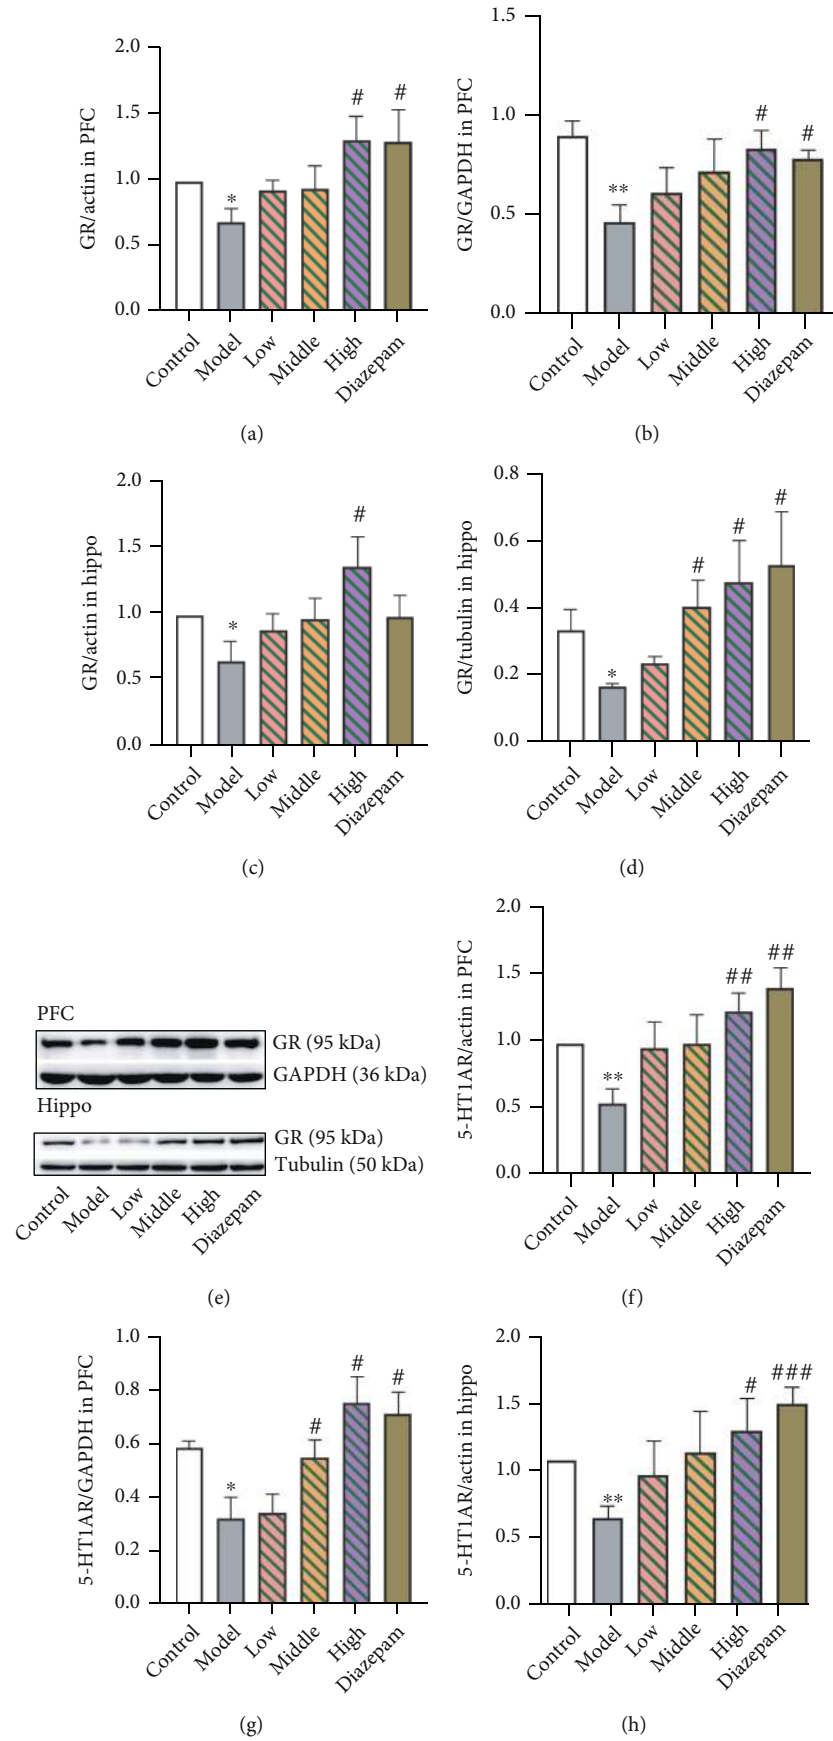 GR/actin in PFC
2.0
1.5
1.0
0.5
0.0
*
#
#
Control
Model
Low
Middle
High
Diazepam
(a)
GR/GAPDH in PFC
1.5
1.0
0.5
0.0
**
#
#
Control
Model
Low
Middle
High
Diazepam
(b)
GR/actin in hippo
2.0
1.5
1.0
0.5
0.0
*
#
Control
Model
Low
Middle
High
Diazepam
(c)
GR/tubulin in hippo
0.8
0.6
0.4
0.2
0.0
*
#
#
#
Control
Model
Low
Middle
High
Diazepam
(d)
PFC
GR (95 kDa)
GAPDH (36 kDa)
Hippo
GR (95 kDa)
Tubulin (50 kDa)
Control
Model
Low
Middle
High
Diazepam
(e)
5-HT1AR/actin in PFC
2.0
1.5
1.0
0.5
0.0
**
##
##
Control
Model
Low
Middle
High
Diazepam
(f)
5-HT1AR/GAPDH in PFC
1.0
0.8
0.6
0.4
0.2
0.0
*
#
#
#
Control
Model
Low
Middle
High
Diazepam
(g)
5-HT1AR/actin in hippo
2.0
1.5
1.0
0.5
0.0
**
#
###
Control
Model
Low
Middle
High
Diazepam
(h)